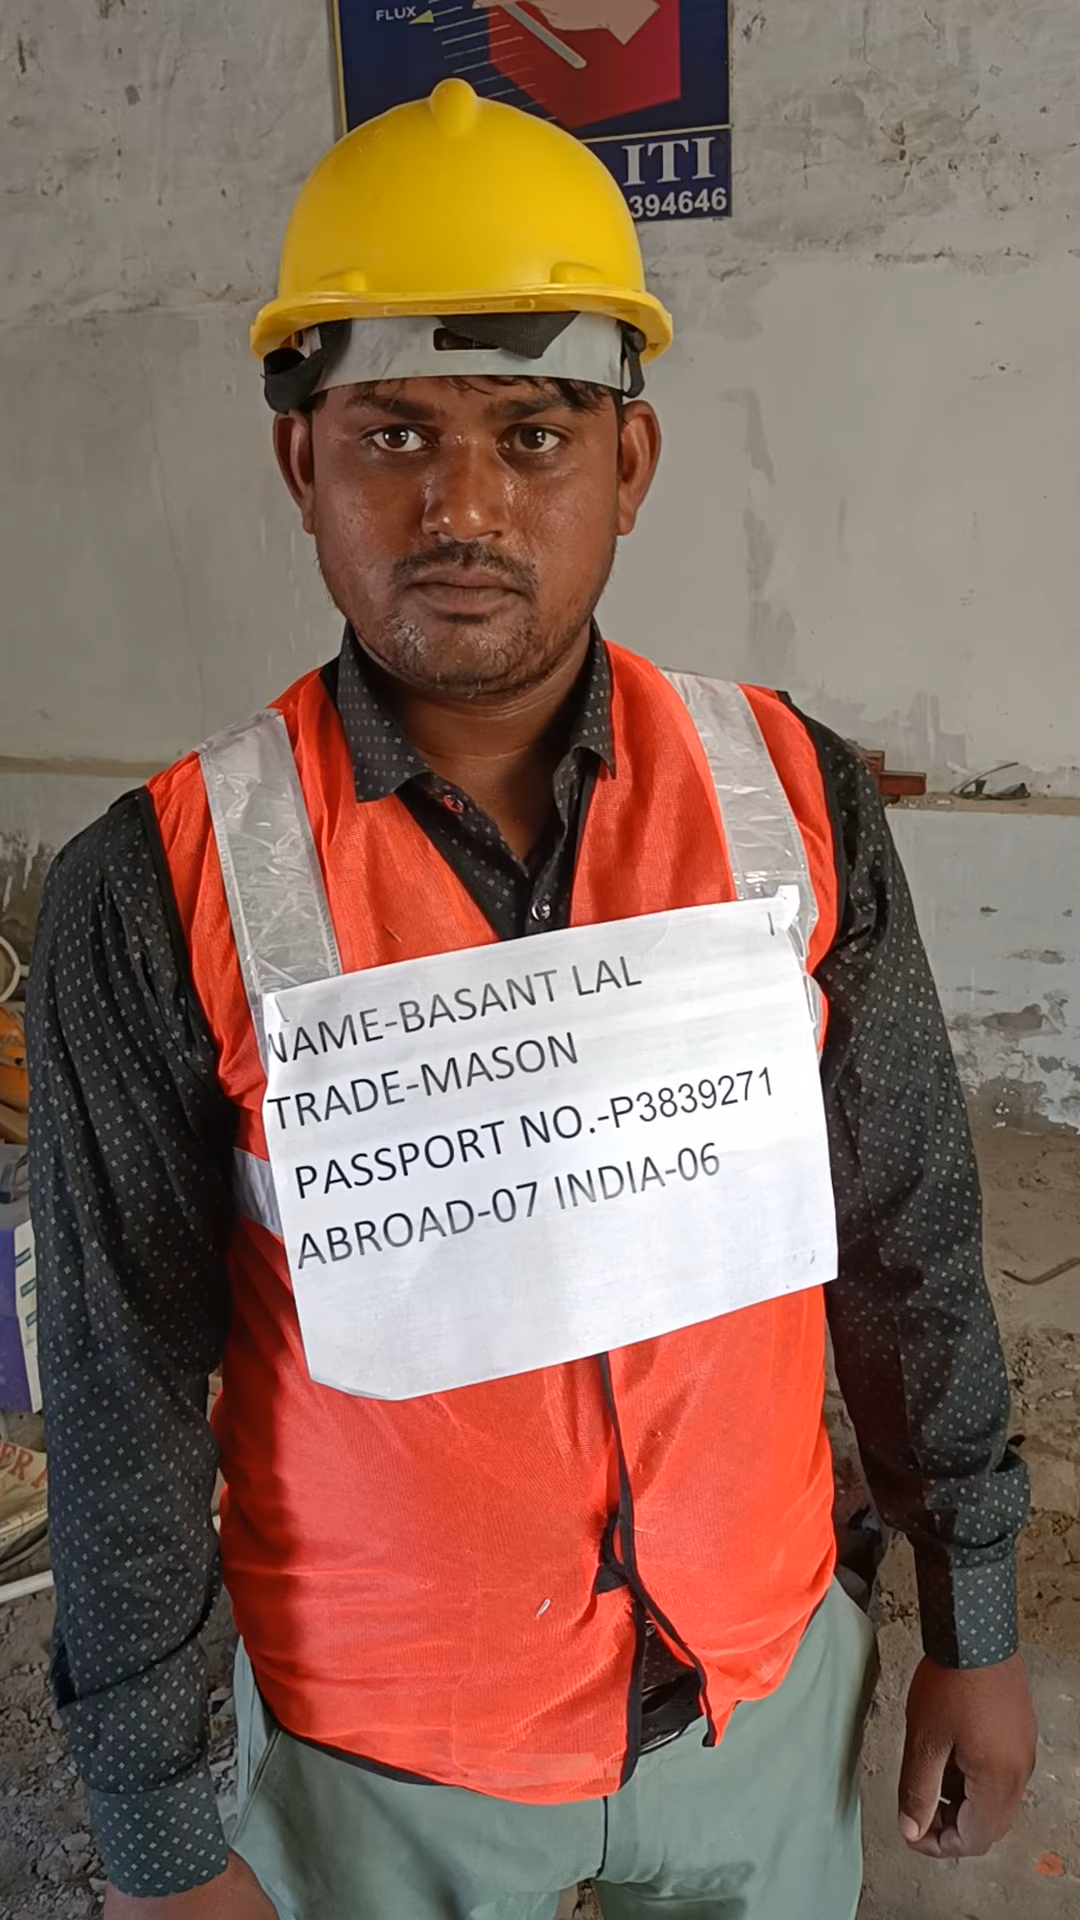 FLUX
ITI
394646
NAME-BASANT LAL
TRADE-MASON
PASSPORT NO.-P3839271
ABROAD-07 INDIA-06